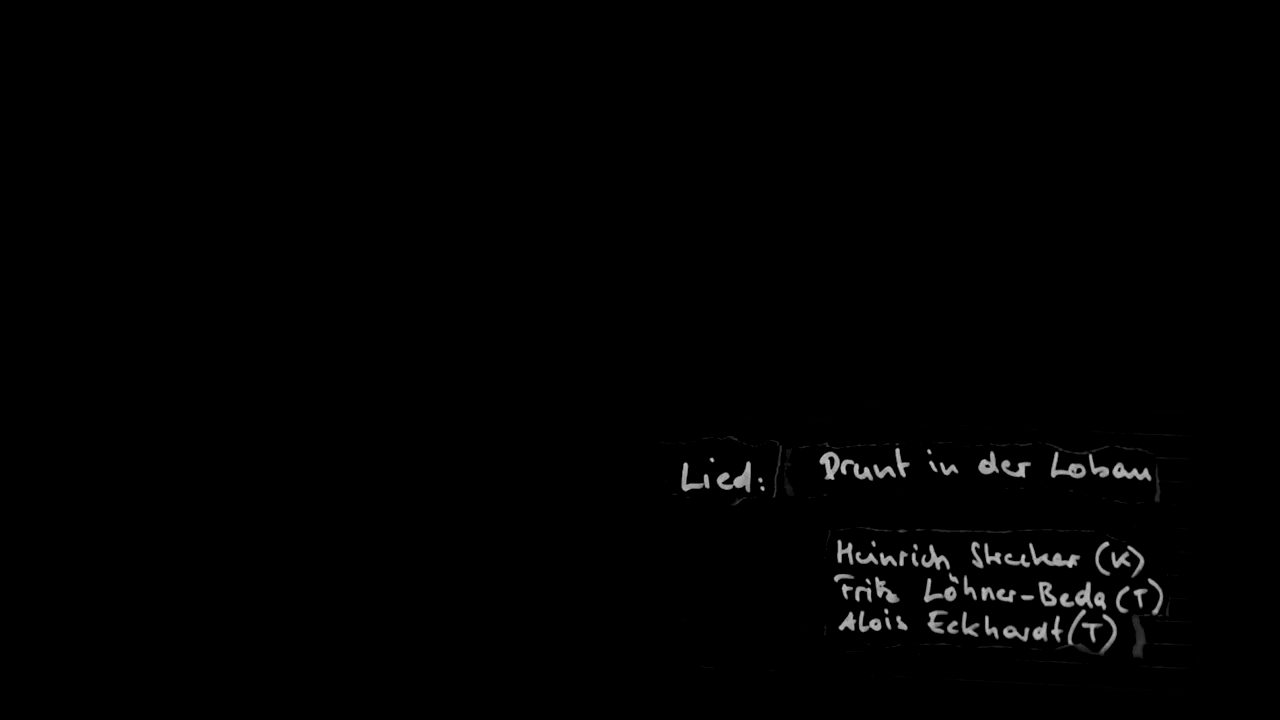 Lied: Drunt in der Lobau
Heinrich Strecker (K)
Fritz Löhner-Beda (T)
Alois Eckhardt (T)